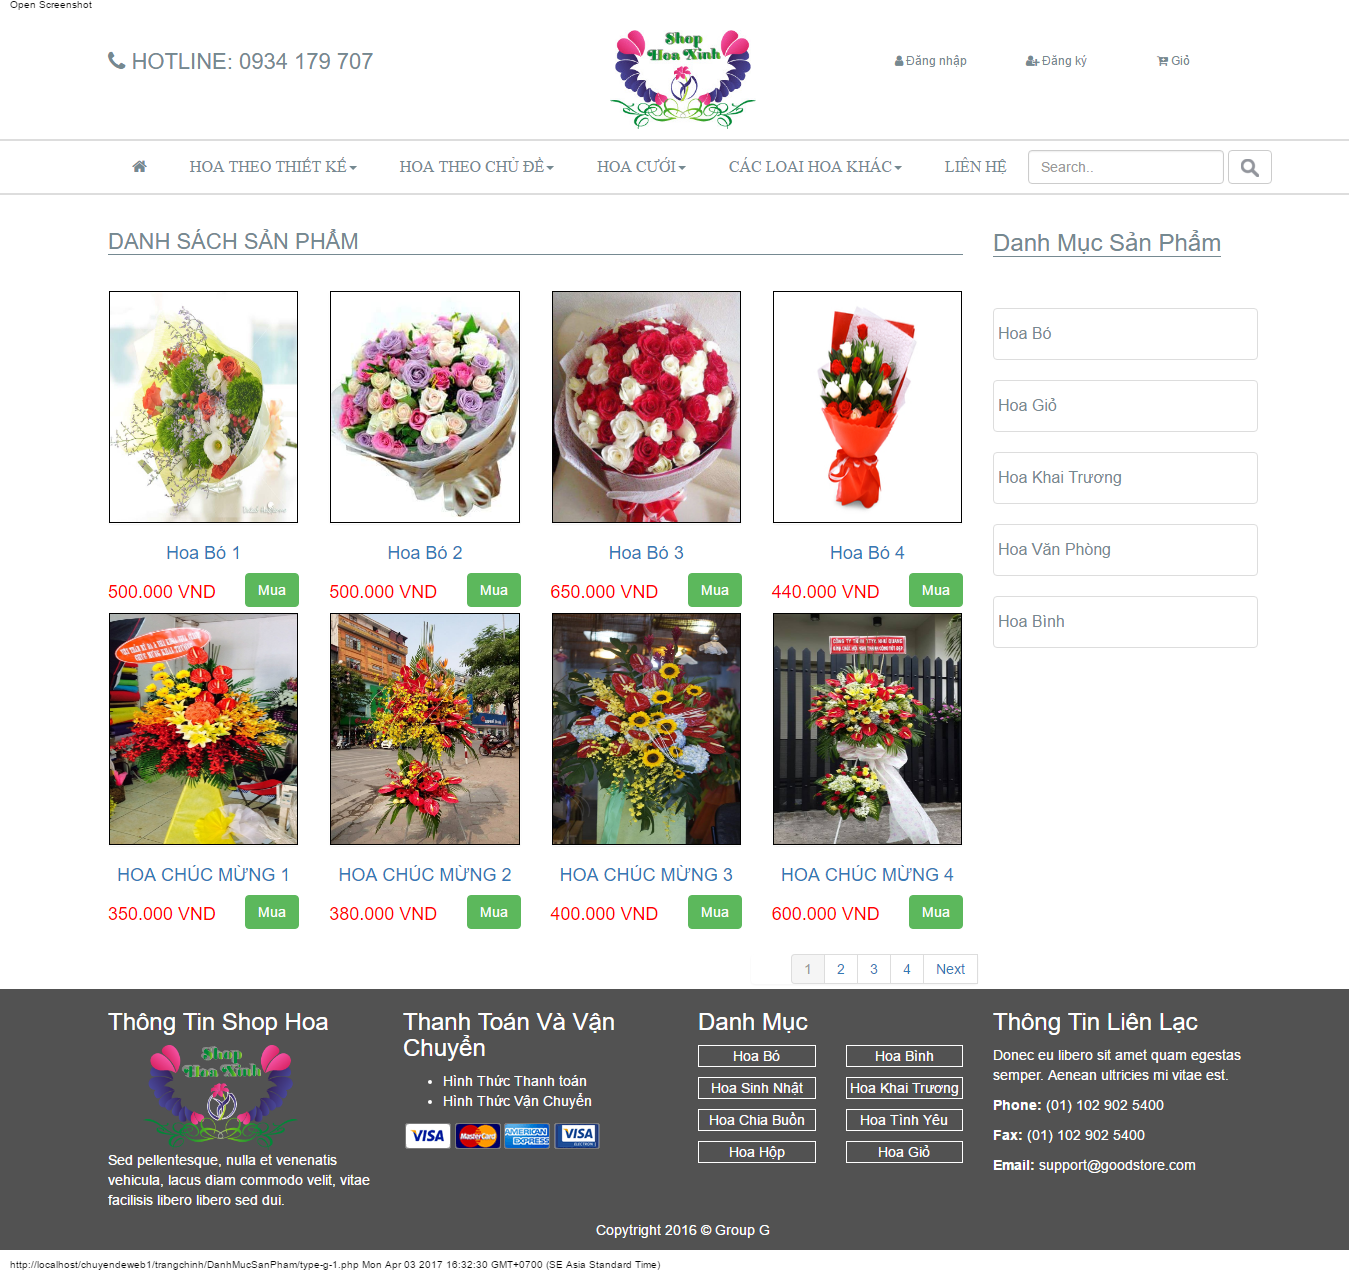 Open Screenshot
HOTLINE: 0934 179 707
Shop
Hoa Xinh
Đăng nhập
Đăng ký
Giỏ
HOA THEO THIẾT KẾ
HOA THEO CHỦ ĐỀ
HOA CƯỚI
CÁC LOẠI HOA KHÁC
LIÊN HỆ
Search..
DANH SÁCH SẢN PHẨM
Danh Mục Sản Phẩm
Hoa Bó
Hoa Giỏ
Hoa Khai Trương
Hoa Văn Phòng
Hoa Bình
Hoa Bó 1
Hoa Bó 2
Hoa Bó 3
Hoa Bó 4
500.000 VND Mua
500.000 VND Mua
650.000 VND Mua
440.000 VND Mua
HOA CHÚC MỪNG 1
HOA CHÚC MỪNG 2
HOA CHÚC MỪNG 3
HOA CHÚC MỪNG 4
350.000 VND Mua
380.000 VND Mua
400.000 VND Mua
600.000 VND Mua
1 2 3 4 Next
Thông Tin Shop Hoa
Shop
Hoa Xinh
Sed pellentesque, nulla et venenatis
vehicula, lacus diam commodo velit, vitae
facilisis libero libero sed dui.
Thanh Toán Và Vận
Chuyển
• Hình Thức Thanh toán
• Hình Thức Vận Chuyển
VISA MasterCard AMERICAN EXPRESS VISA ELECTRON
Danh Mục
Hoa Bó Hoa Bình
Hoa Sinh Nhật Hoa Khai Trương
Hoa Chia Buồn Hoa Tình Yêu
Hoa Hộp Hoa Giỏ
Thông Tin Liên Lạc
Donec eu libero sit amet quam egestas
semper. Aenean ultricies mi vitae est.
Phone: (01) 102 902 5400
Fax: (01) 102 902 5400
Email: support@goodstore.com
Copytright 2016 © Group G
http://localhost/chuyendeweb1/trangchinh/DanhMucSanPham/type-g-1.php Mon Apr 03 2017 16:32:30 GMT+0700 (SE Asia Standard Time)